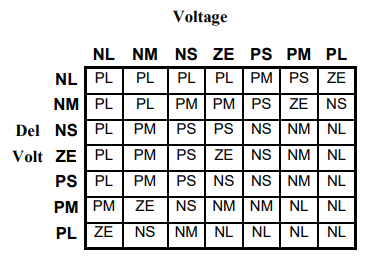 Voltage
NL NM NS ZE PS PM PL
NL PL PL PL PL PM PS ZE
NM PL PL PM PM PS ZE NS
Del NS PL PM PS PS NS NM NL
Volt ZE PL PM PS ZE NS NM NL
PS PL PM PS NS NS NM NL
PM PM ZE NS NM NM NL NL
PL ZE NS NM NL NL NL NL